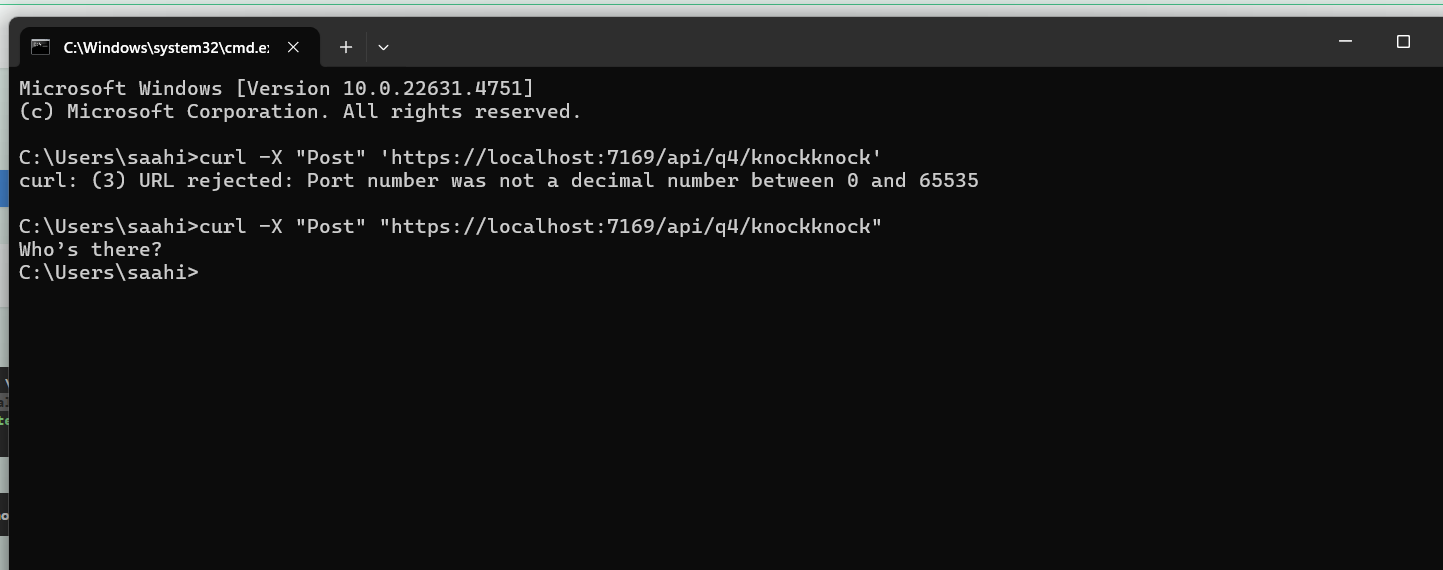 C:\Windows\system32\cmd.e
Microsoft Windows [Version 10.0.22631.4751]
(c) Microsoft Corporation. All rights reserved.
C:\Users\saahi>curl -X "Post" 'https://localhost:7169/api/q4/knockknock'
curl: (3) URL rejected: Port number was not a decimal number between 0 and 65535
C:\Users\saahi>curl -X "Post" "https://localhost:7169/api/q4/knockknock"
Who’s there?
C:\Users\saahi>